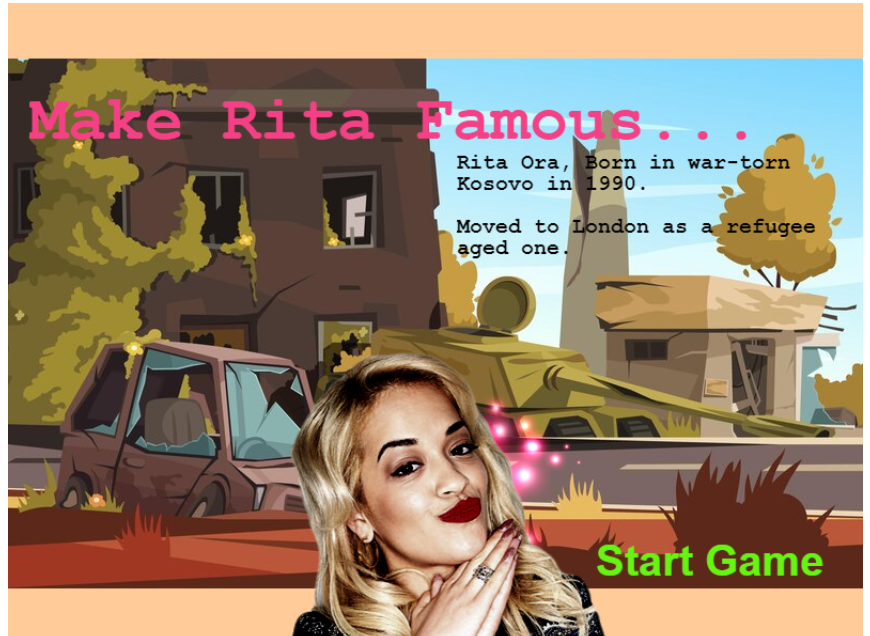 Make Rita Famous...
Rita Ora, Born in war-torn
Kosovo in 1990.
Moved to London as a refugee
aged one.
Start Game